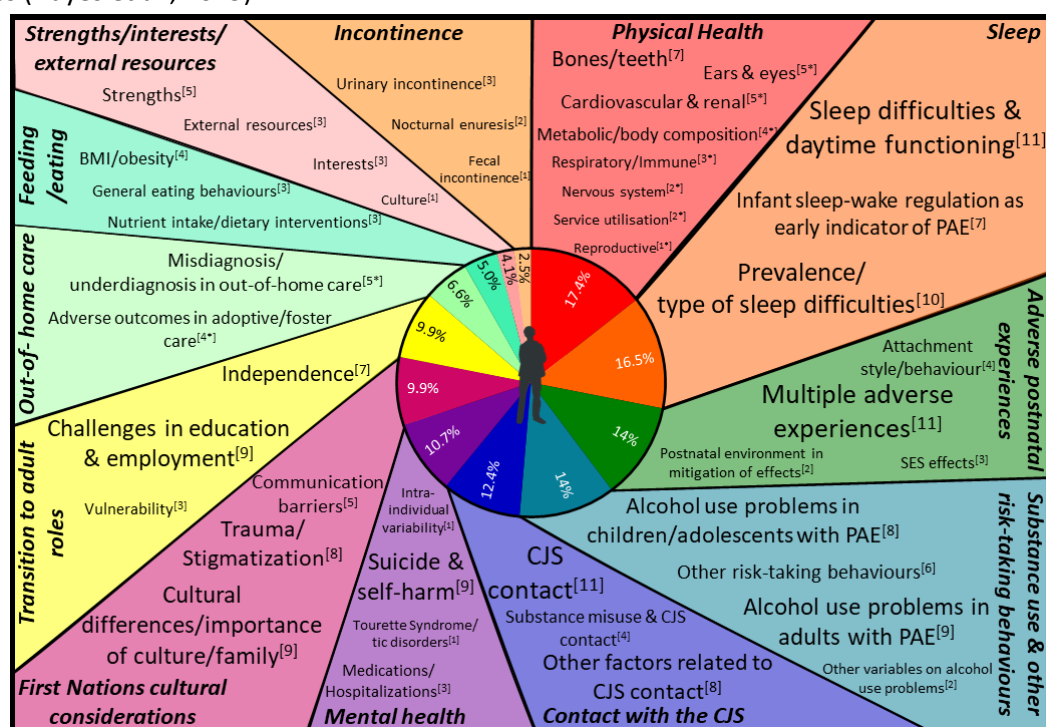 Strengths/interests/
external resources
Strengths[5]
External resources[3]
Interests[3]
Culture[1]
Incontinence
Urinary incontinence[3]
Nocturnal enuresis[2]
Fecal
incontinence[1]
Physical Health
Bones/teeth[7]
Ears & eyes[5*]
Cardiovascular & renal[5*]
Metabolic/body composition[4*]
Respiratory/Immune[3*]
Nervous system[2*]
Service utilisation[2*]
Reproductive[1*]
Sleep
Sleep difficulties &
daytime functioning[11]
Infant sleep-wake regulation as
early indicator of PAE[7]
Prevalence/
type of sleep difficulties[10]
Adverse postnatal
experiences
Attachment
style/behaviour[4]
Multiple adverse
experiences[11]
Postnatal environment in
mitigation of effects[2]
SES effects[3]
Substance use & other
risk-taking behaviours
Alcohol use problems in
children/adolescents with PAE[8]
Other risk-taking behaviours[6]
Alcohol use problems in
adults with PAE[9]
Other variables on alcohol
use problems[2]
CJS
contact[11]
Substance misuse & CJS
contact[4]
Other factors related to
CJS contact[8]
Contact with the CJS
Intra-
individual
variability[1]
Suicide &
self-harm[9]
Tourette Syndrome/
tic disorders[1]
Medications/
Hospitalizations[3]
Mental health
Communication
barriers[5]
Trauma/
Stigmatization[8]
Cultural
differences/importance
of culture/family[9]
First Nations cultural
considerations
Transition to adult
roles
Independence[7]
Challenges in education
& employment[9]
Vulnerability[3]
Out-of- home care
Misdiagnosis/
underdiagnosis in out-of-home care[5*]
Adverse outcomes in adoptive/foster
care[4*]
Feeding
/eating
BMI/obesity[4]
General eating behaviours[3]
Nutrient intake/dietary interventions[3]
17.4%
16.5%
14%
14%
12.4%
10.7%
9.9%
9.9%
6.6%
5.0%
4.1%
2.5%